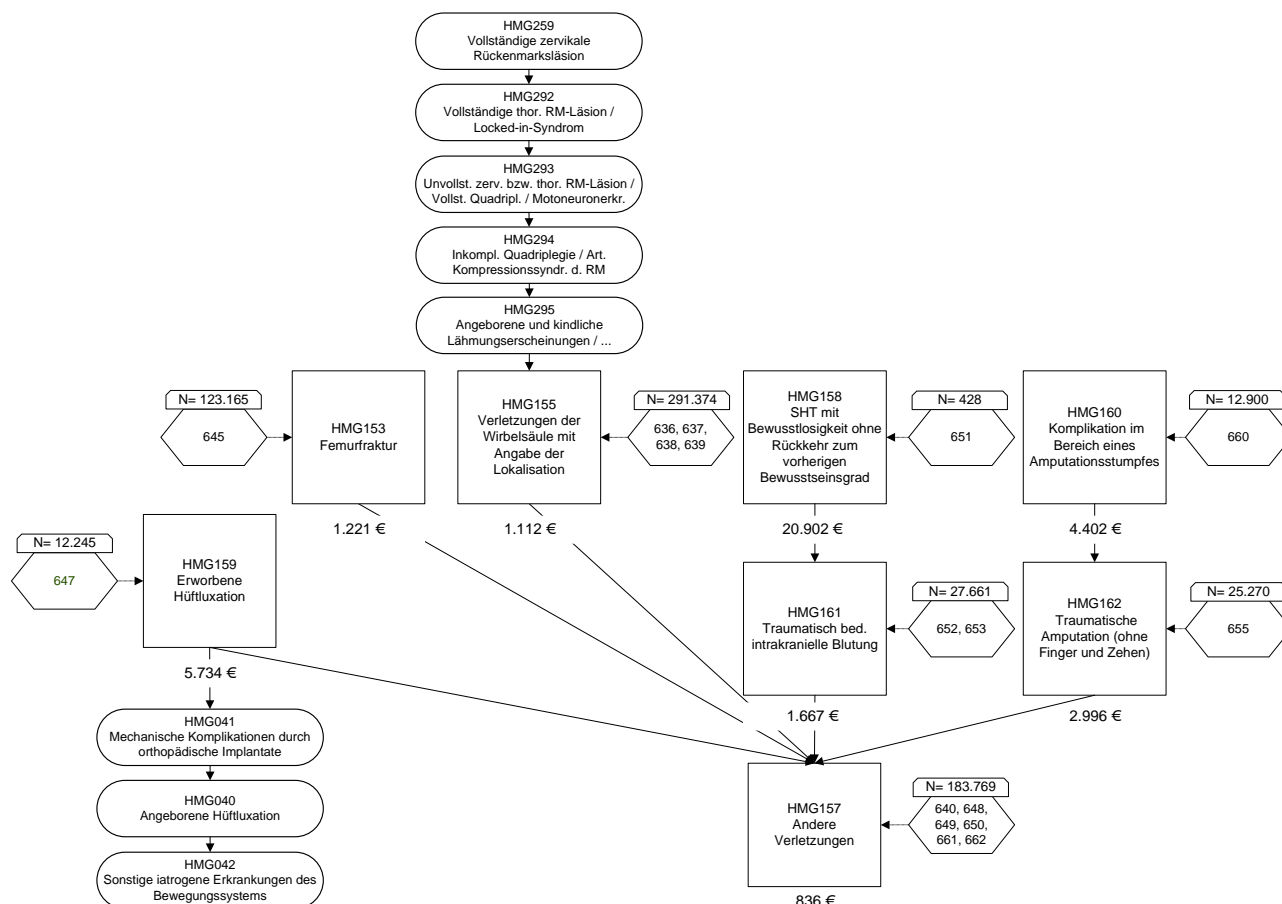 HMG259
Vollständige zervikale
Rückenmarksläsion
HMG292
Vollständige thor. RM-Läsion /
Locked-in-Syndrom
HMG293
Unvollst. zerv. bzw. thor. RM-Läsion /
Vollst. Quadripl. / Motoneuronerkr.
HMG294
Inkompl. Quadriplegie / Art.
Kompressionssyndr. d. RM
HMG295
Angeborene und kindliche
Lähmungserscheinungen / ...
N= 123.165
645
HMG153
Femurfraktur
1.221 €
HMG155
Verletzungen der
Wirbelsäule mit
Angabe der
Lokalisation
1.112 €
N= 291.374
636, 637,
638, 639
HMG158
SHT mit
Bewusstlosigkeit ohne
Rückkehr zum
vorherigen
Bewusstseinsgrad
20.902 €
N= 428
651
HMG160
Komplikation im
Bereich eines
Amputationsstumpfes
4.402 €
N= 12.900
660
N= 12.245
647
HMG159
Erworbene
Hüftluxation
5.734 €
HMG161
Traumatisch bed.
intrakranielle Blutung
1.667 €
N= 27.661
652, 653
HMG162
Traumatische
Amputation (ohne
Finger und Zehen)
2.996 €
N= 25.270
655
HMG041
Mechanische Komplikationen durch
orthopädische Implantate
HMG040
Angeborene Hüftluxation
HMG042
Sonstige iatrogene Erkrankungen des
Bewegungssystems
HMG157
Andere
Verletzungen
836 €
N= 183.769
640, 648,
649, 650,
661, 662